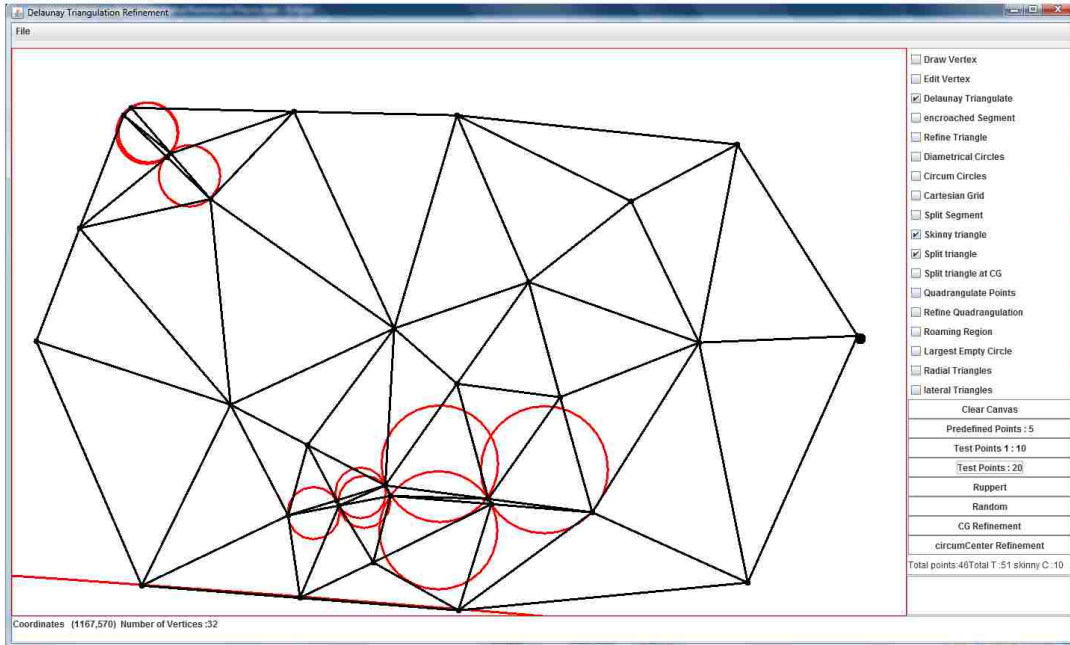 Delaunay Triangulation Refinement
File
Draw Vertex
Edit Vertex
Delaunay Triangulate
encroached Segment
Refine Triangle
Diametrical Circles
Circum Circles
Cartesian Grid
Split Segment
Skinny triangle
Split triangle
Split triangle at CG
Quadrangulate Points
Refine Quadrangulation
Roaming Region
Largest Empty Circle
Radial Triangles
lateral Triangles
Clear Canvas
Predefined Points : 5
Test Points 1 : 10
Test Points : 20
Ruppert
Random
CG Refinement
circumCenter Refinement
Total points:46Total T :51 skinny C :10
Coordinates (1167,570) Number of Vertices :32